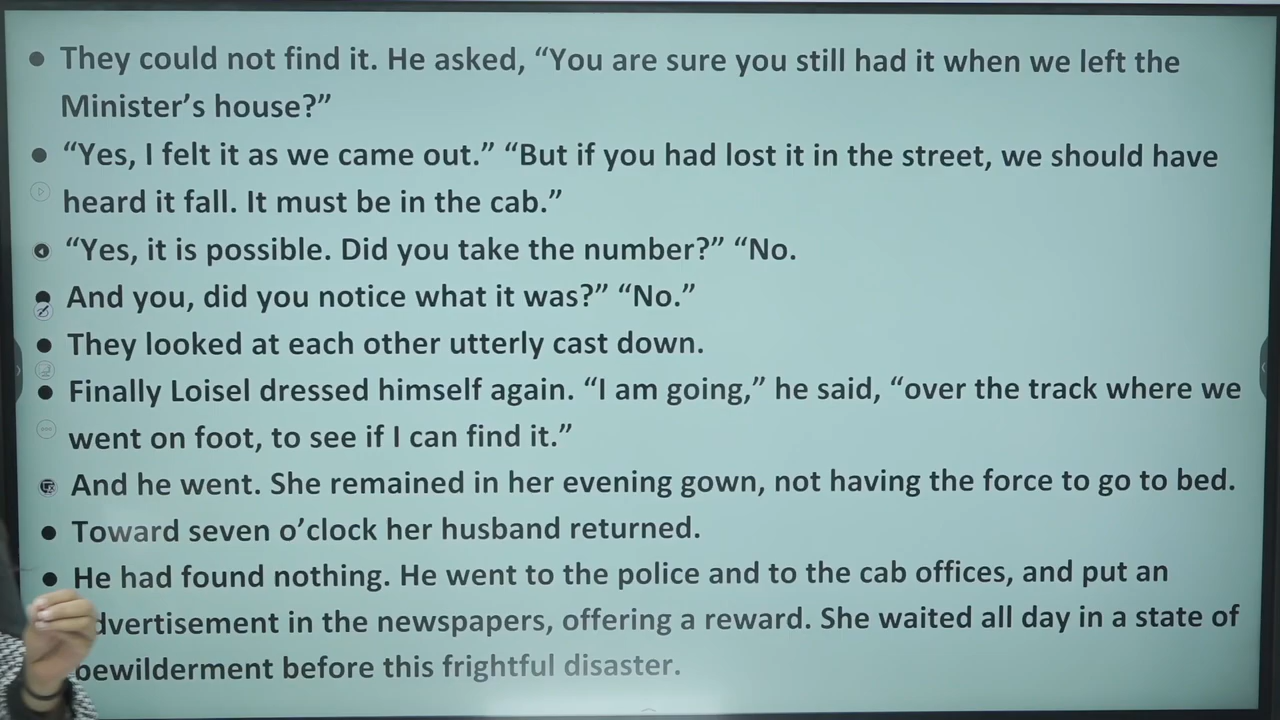 • They could not find it. He asked, “You are sure you still had it when we left the
Minister’s house?”
• “Yes, I felt it as we came out.” “But if you had lost it in the street, we should have
heard it fall. It must be in the cab.”
• “Yes, it is possible. Did you take the number?” “No.
• And you, did you notice what it was?” “No.”
• They looked at each other utterly cast down.
• Finally Loisel dressed himself again. “I am going,” he said, “over the track where we
went on foot, to see if I can find it.”
• And he went. She remained in her evening gown, not having the force to go to bed.
• Toward seven o’clock her husband returned.
• He had found nothing. He went to the police and to the cab offices, and put an
dvertisement in the newspapers, offering a reward. She waited all day in a state of
bewilderment before this frightful disaster.